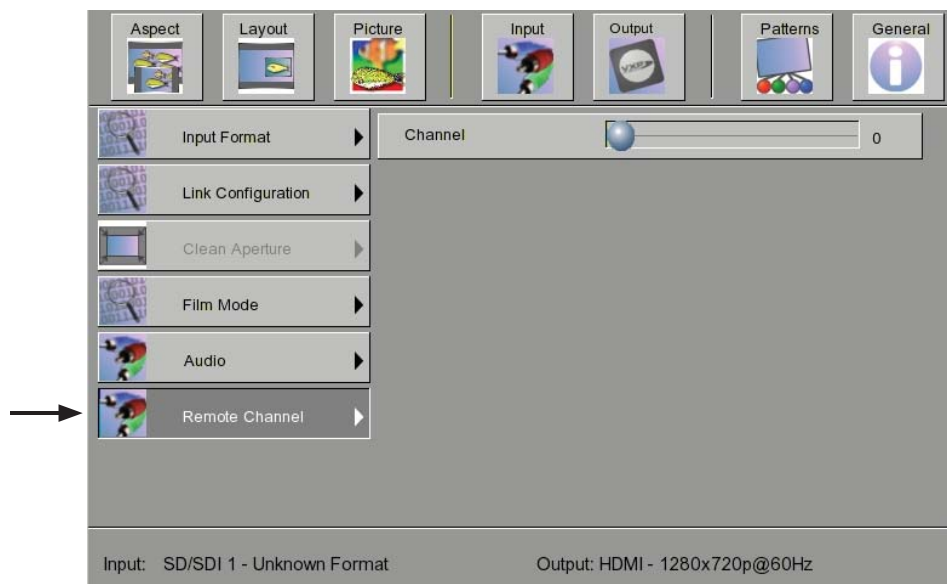 Aspect Layout Picture Input Output Patterns General
VXP
Input Format
Channel 0
Link Configuration
Clean Aperture
Film Mode
Audio
Remote Channel
Input: SD/SDI 1 - Unknown Format Output: HDMI - 1280x720p@60Hz